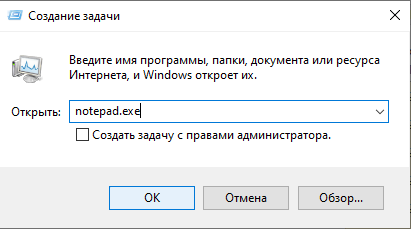 Создание задачи
Введите имя программы, папки, документа или ресурса
Интернета, и Windows откроет их.
Открыть: notepad.exe
Создать задачу с правами администратора.
ОК Отмена Обзор...